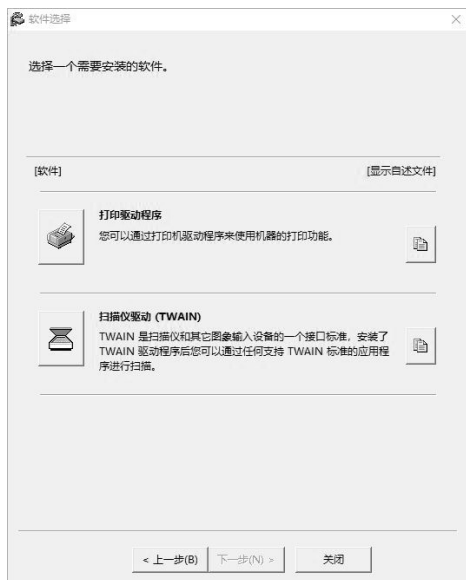 软件选择
选择一个需要安装的软件。
[软件] [显示自述文件]
打印驱动程序
您可以通过打印机驱动程序来使用机器的打印功能。
扫描仪驱动 (TWAIN)
TWAIN 是扫描仪和其它图象输入设备的一个接口标准，安装了
TWAIN 驱动程序后您可以通过任何支持 TWAIN 标准的应用程
序进行扫描。
< 上一步(B) 下一步(N) > 关闭